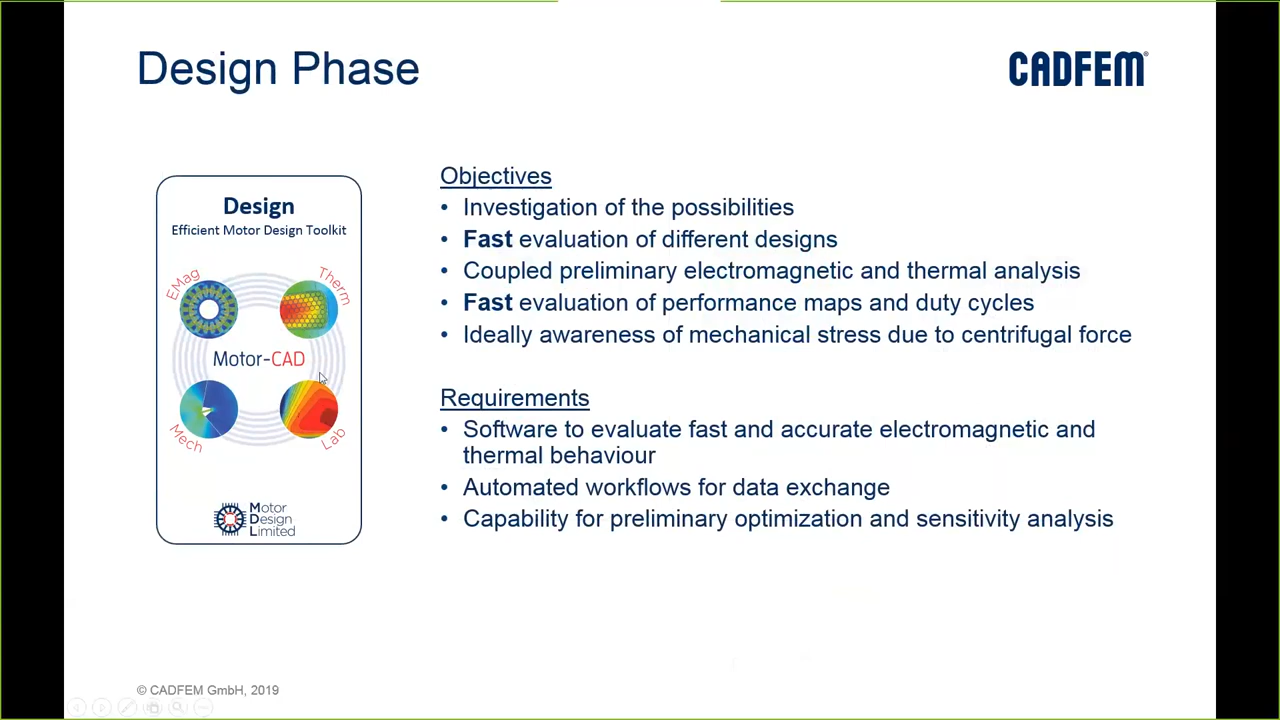 Design Phase
CADFEM®
Design
Efficient Motor Design Toolkit
EMag
Therm
Motor-CAD
Mech
Lab
Motor
Design
Limited
Objectives
• Investigation of the possibilities
• Fast evaluation of different designs
• Coupled preliminary electromagnetic and thermal analysis
• Fast evaluation of performance maps and duty cycles
• Ideally awareness of mechanical stress due to centrifugal force
Requirements
• Software to evaluate fast and accurate electromagnetic and
thermal behaviour
• Automated workflows for data exchange
• Capability for preliminary optimization and sensitivity analysis
© CADFEM GmbH, 2019